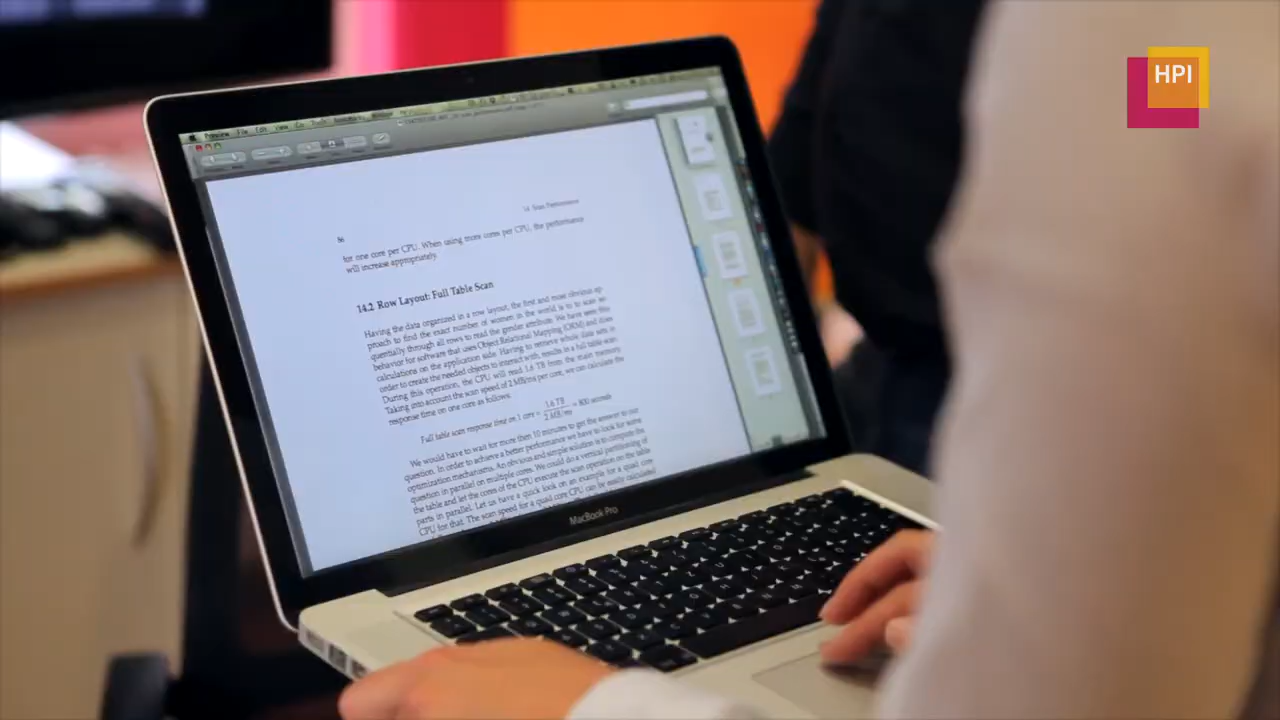 HPI
Preview File Edit View Go Tools Bookmarks Window
14 Scan Performance
86
for one core per CPU. When using more cores per CPU, the performance
will increase appropriately.
14.2 Row Layout: Full Table Scan
Having the data organized in a row layout, the first and most obvious ap-
proach to find the exact number of women in the world is to to scan se-
quentially through all rows to read the gender attribute. We have seen this
behavior for software that uses Object Relational Mapping (ORM) and does
calculations on the application side. Having to retrieve whole data sets in
order to create the needed objects to interact with, results in a full table scan.
During this operation, the CPU will read 1.6 TB from the main memory.
Taking into account the scan speed of 2 MB/ms per core, we can calculate the
response time on one core as follows:
Full table scan response time on 1 core = 1.6 TB / 2 MB/ms = 800 seconds
We would have to wait for more then 10 minutes to get the answer to our
question. In order to achieve a better performance we have to look for some
optimization mechanisms. An obvious and simple solution is to compute the
question in parallel on multiple cores. We could do a vertical partitioning of
the table and let the cores of the CPU execute the scan operation on the table
parts in parallel. Let us have a quick look on an example for a quad core
CPU for that. The scan speed for a quad core CPU can be easily calculated
MacBook Pro